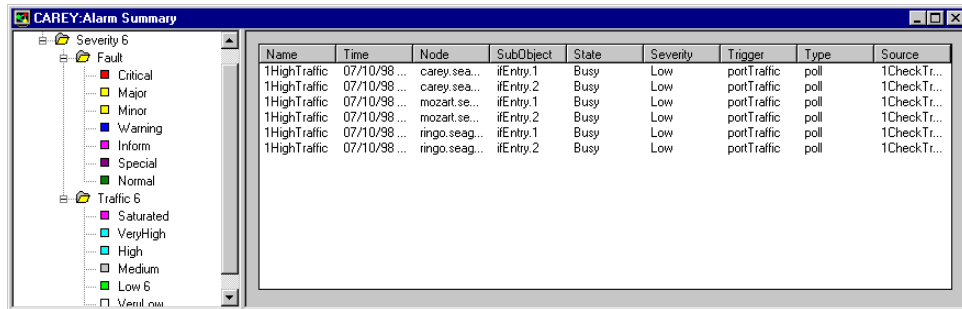 CAREY:Alarm Summary
Severity 6
Fault
Critical
Major
Minor
Warning
Inform
Special
Normal
Traffic 6
Saturated
VeryHigh
High
Medium
Low 6
VeryLow
Name Time Node SubObject State Severity Trigger Type Source
1HighTraffic 07/10/98 ... carey.sea... ifEntry.1 Busy Low portTraffic poll 1CheckTr...
1HighTraffic 07/10/98 ... carey.sea... ifEntry.2 Busy Low portTraffic poll 1CheckTr...
1HighTraffic 07/10/98 ... mozart.se... ifEntry.1 Busy Low portTraffic poll 1CheckTr...
1HighTraffic 07/10/98 ... mozart.se... ifEntry.2 Busy Low portTraffic poll 1CheckTr...
1HighTraffic 07/10/98 ... ringo.seag... ifEntry.1 Busy Low portTraffic poll 1CheckTr...
1HighTraffic 07/10/98 ... ringo.seag... ifEntry.2 Busy Low portTraffic poll 1CheckTr...